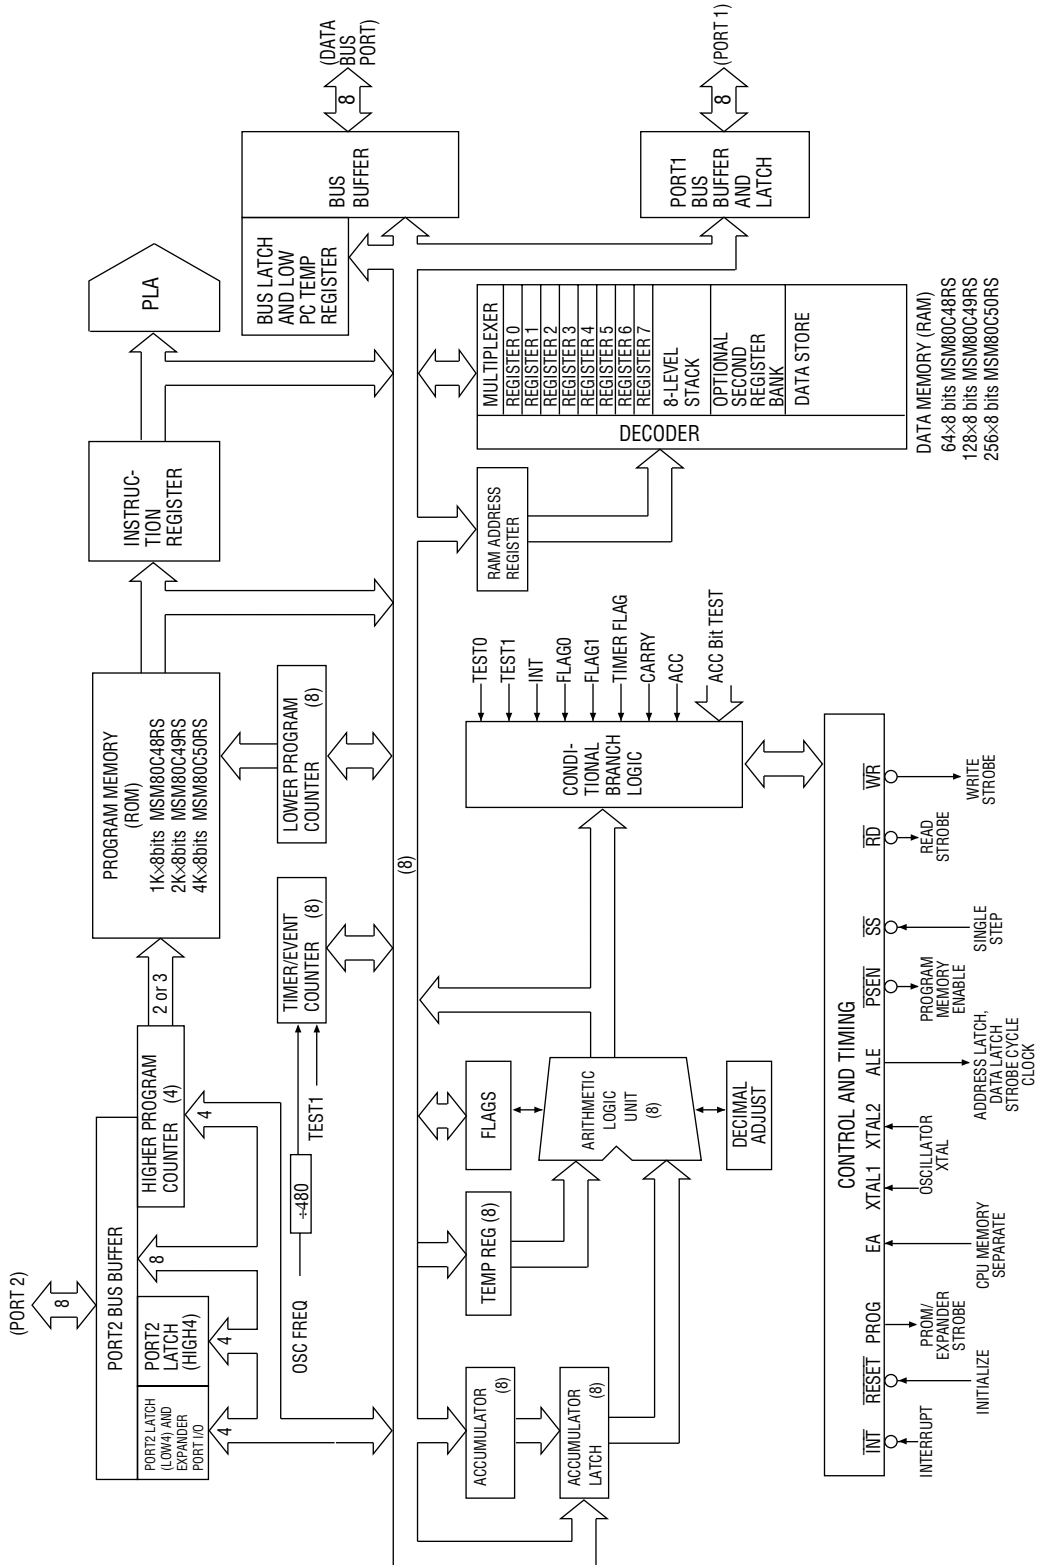 (PORT 2)
8
PORT2 BUS BUFFER
PORT2 LATCH
(LOW4) AND
EXPANDER
PORT I/O
PORT2
LATCH
(HIGH4)
4
4
8
4
HIGHER PROGRAM
COUNTER (4)
2 or 3
PROGRAM MEMORY
(ROM)
1K×8bits MSM80C48RS
2K×8bits MSM80C49RS
4K×8bits MSM80C50RS
INSTRUC-
TION
REGISTER
PLA
OSC FREQ
÷480
TEST1
TIMER/EVENT
COUNTER (8)
LOWER PROGRAM
COUNTER (8)
BUS LATCH
AND LOW
PC TEMP
REGISTER
BUS
BUFFER
8
(DATA
BUS
PORT)
(8)
ACCUMULATOR
(8)
ACCUMULATOR
LATCH
(8)
TEMP REG (8)
FLAGS
ARITHMETIC
LOGIC
UNIT
(8)
DECIMAL
ADJUST
CONDI-
TIONAL
BRANCH
LOGIC
TEST0
TEST1
INT
FLAG0
FLAG1
TIMER FLAG
CARRY
ACC
ACC Bit TEST
RAM ADDRESS
REGISTER
DECODER
MULTIPLEXER
REGISTER 0
REGISTER 1
REGISTER 2
REGISTER 3
REGISTER 4
REGISTER 5
REGISTER 6
REGISTER 7
8-LEVEL
STACK
OPTIONAL
SECOND
REGISTER
BANK
DATA STORE
DATA MEMORY (RAM)
64×8 bits MSM80C48RS
128×8 bits MSM80C49RS
256×8 bits MSM80C50RS
PORT1
BUS
BUFFER
AND
LATCH
8
(PORT 1)
CONTROL AND TIMING
INT
RESET
PROG
EA
XTAL1
XTAL2
ALE
PSEN
SS
RD
WR
INTERRUPT
INITIALIZE
PROM/
EXPANDER
STROBE
CPU MEMORY
SEPARATE
OSCILLATOR
XTAL
ADDRESS LATCH,
DATA LATCH
STROBE CYCLE
CLOCK
PROGRAM
MEMORY
ENABLE
SINGLE
STEP
READ
STROBE
WRITE
STROBE